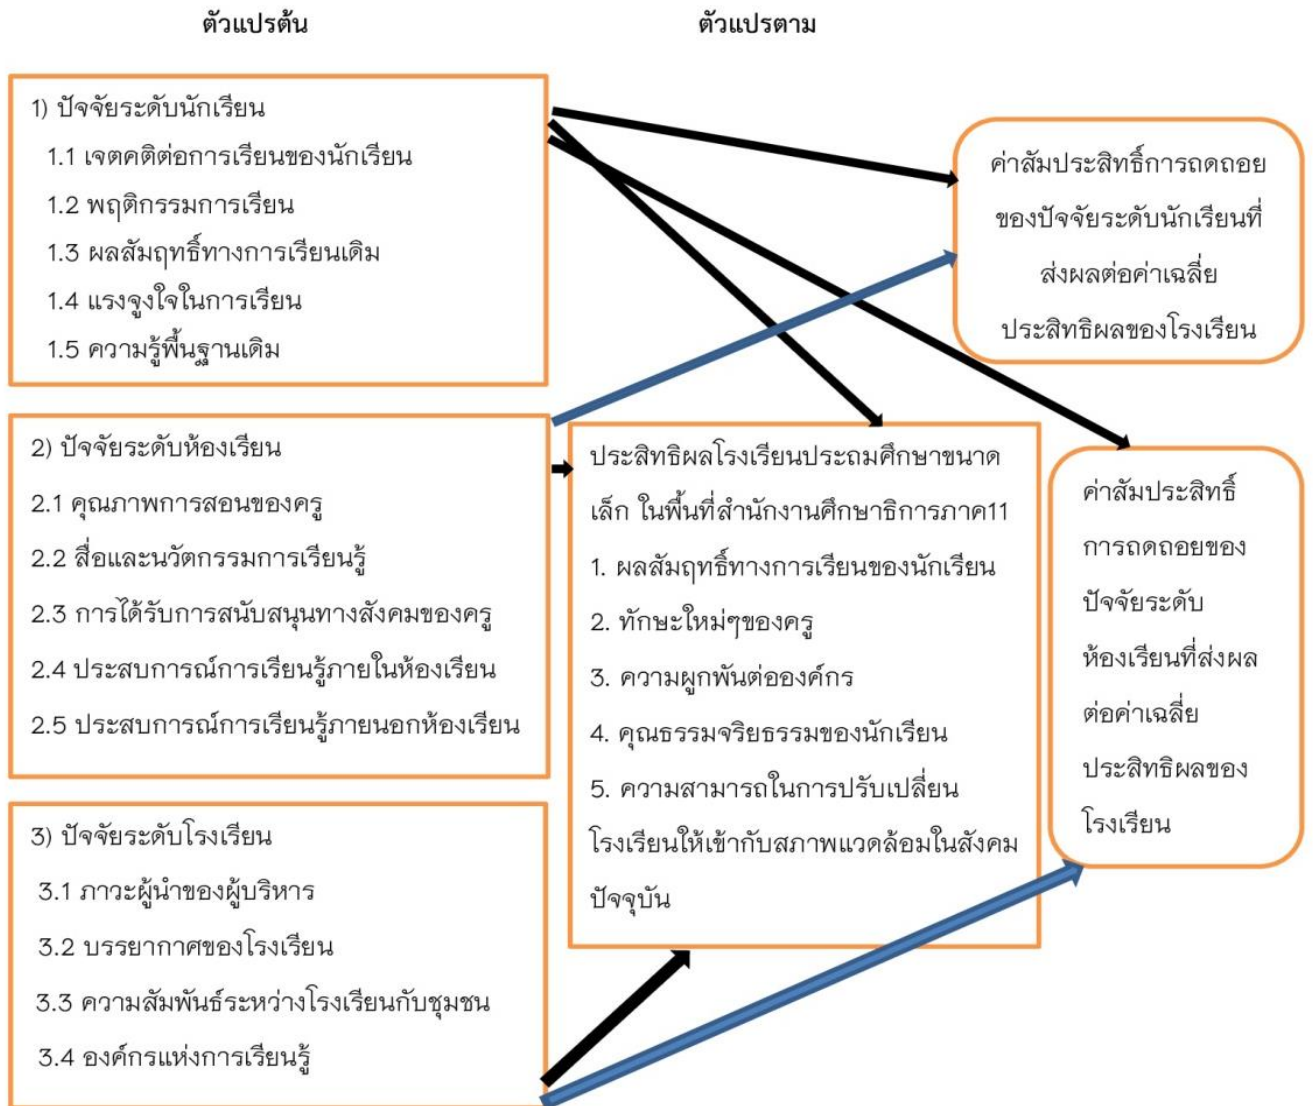 ตัวแปรต้น
ตัวแปรตาม
1) ปัจจัยระดับนักเรียน
1.1 เจตคติต่อการเรียนของนักเรียน
1.2 พฤติกรรมการเรียน
1.3 ผลสัมฤทธิ์ทางการเรียนเดิม
1.4 แรงจูงใจในการเรียน
1.5 ความรู้พื้นฐานเดิม
2) ปัจจัยระดับห้องเรียน
2.1 คุณภาพการสอนของครู
2.2 สื่อและนวัตกรรมการเรียนรู้
2.3 การได้รับการสนับสนุนทางสังคมของครู
2.4 ประสบการณ์การเรียนรู้ภายในห้องเรียน
2.5 ประสบการณ์การเรียนรู้ภายนอกห้องเรียน
3) ปัจจัยระดับโรงเรียน
3.1 ภาวะผู้นำของผู้บริหาร
3.2 บรรยากาศของโรงเรียน
3.3 ความสัมพันธ์ระหว่างโรงเรียนกับชุมชน
3.4 องค์กรแห่งการเรียนรู้
ประสิทธิผลโรงเรียนประถมศึกษาขนาด
เล็ก ในพื้นที่สำนักงานศึกษาธิการภาค11
1. ผลสัมฤทธิ์ทางการเรียนของนักเรียน
2. ทักษะใหม่ๆของครู
3. ความผูกพันต่อองค์กร
4. คุณธรรมจริยธรรมของนักเรียน
5. ความสามารถในการปรับเปลี่ยน
โรงเรียนให้เข้ากับสภาพแวดล้อมในสังคม
ปัจจุบัน
ค่าสัมประสิทธิ์การถดถอย
ของปัจจัยระดับนักเรียนที่
ส่งผลต่อค่าเฉลี่ย
ประสิทธิผลของโรงเรียน
ค่าสัมประสิทธิ์
การถดถอยของ
ปัจจัยระดับ
ห้องเรียนที่ส่งผล
ต่อค่าเฉลี่ย
ประสิทธิผลของ
โรงเรียน